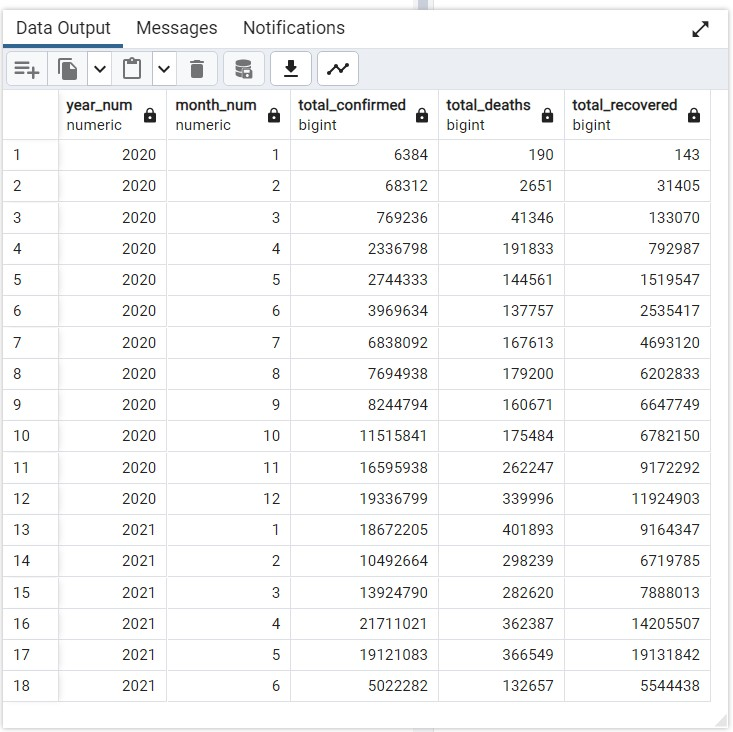 Data Output Messages Notifications
year_num month_num total_confirmed total_deaths total_recovered
numeric numeric bigint bigint bigint
1 2020 1 6384 190 143
2 2020 2 68312 2651 31405
3 2020 3 769236 41346 133070
4 2020 4 2336798 191833 792987
5 2020 5 2744333 144561 1519547
6 2020 6 3969634 137757 2535417
7 2020 7 6838092 167613 4693120
8 2020 8 7694938 179200 6202833
9 2020 9 8244794 160671 6647749
10 2020 10 11515841 175484 6782150
11 2020 11 16595938 262247 9172292
12 2020 12 19336799 339996 11924903
13 2021 1 18672205 401893 9164347
14 2021 2 10492664 298239 6719785
15 2021 3 13924790 282620 7888013
16 2021 4 21711021 362387 14205507
17 2021 5 19121083 366549 19131842
18 2021 6 5022282 132657 5544438